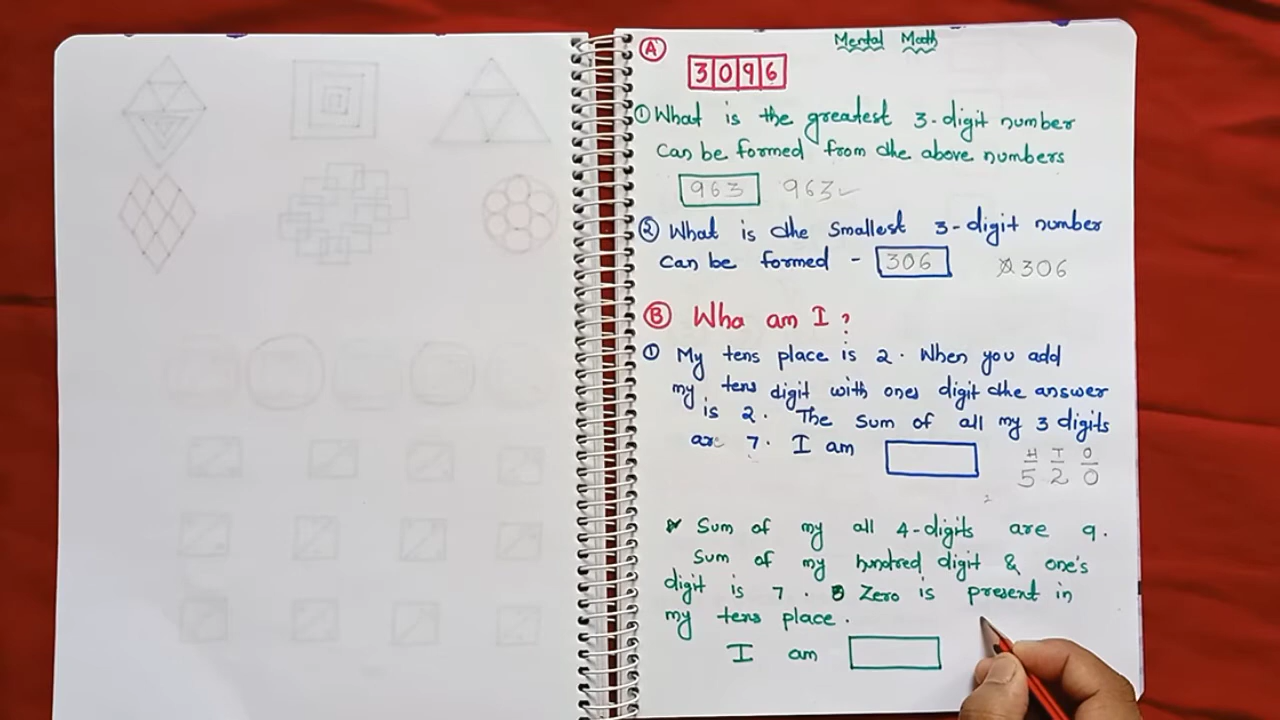 Mental Math
A
3 0 9 6
1 What is the greatest 3-digit number
Can be formed from the above numbers
963 963✓
2 What is the smallest 3-digit number
Can be formed - 306 306
B Wha am I?
1 My tens place is 2. When you add
my tens digit with ones digit the answer
is 2. The Sum of all my 3 digits
are 7. I am
H T O
5 2 0
Sum of my all 4-digits are 9.
Sum of my hundred digit & one's
digit is 7. Zero is present in
my tens place.
I am